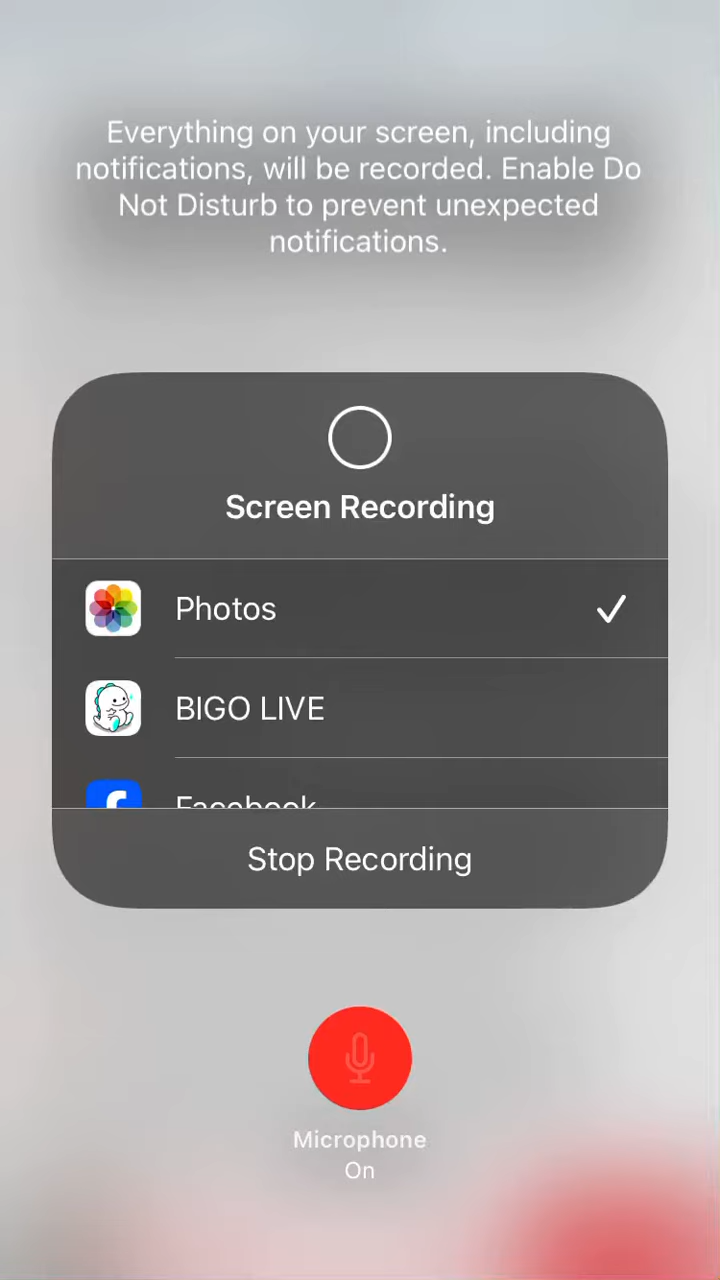 Everything on your screen, including
notifications, will be recorded. Enable Do
Not Disturb to prevent unexpected
notifications.
Screen Recording
Photos
BIGO LIVE
Facebook
Stop Recording
Microphone
On